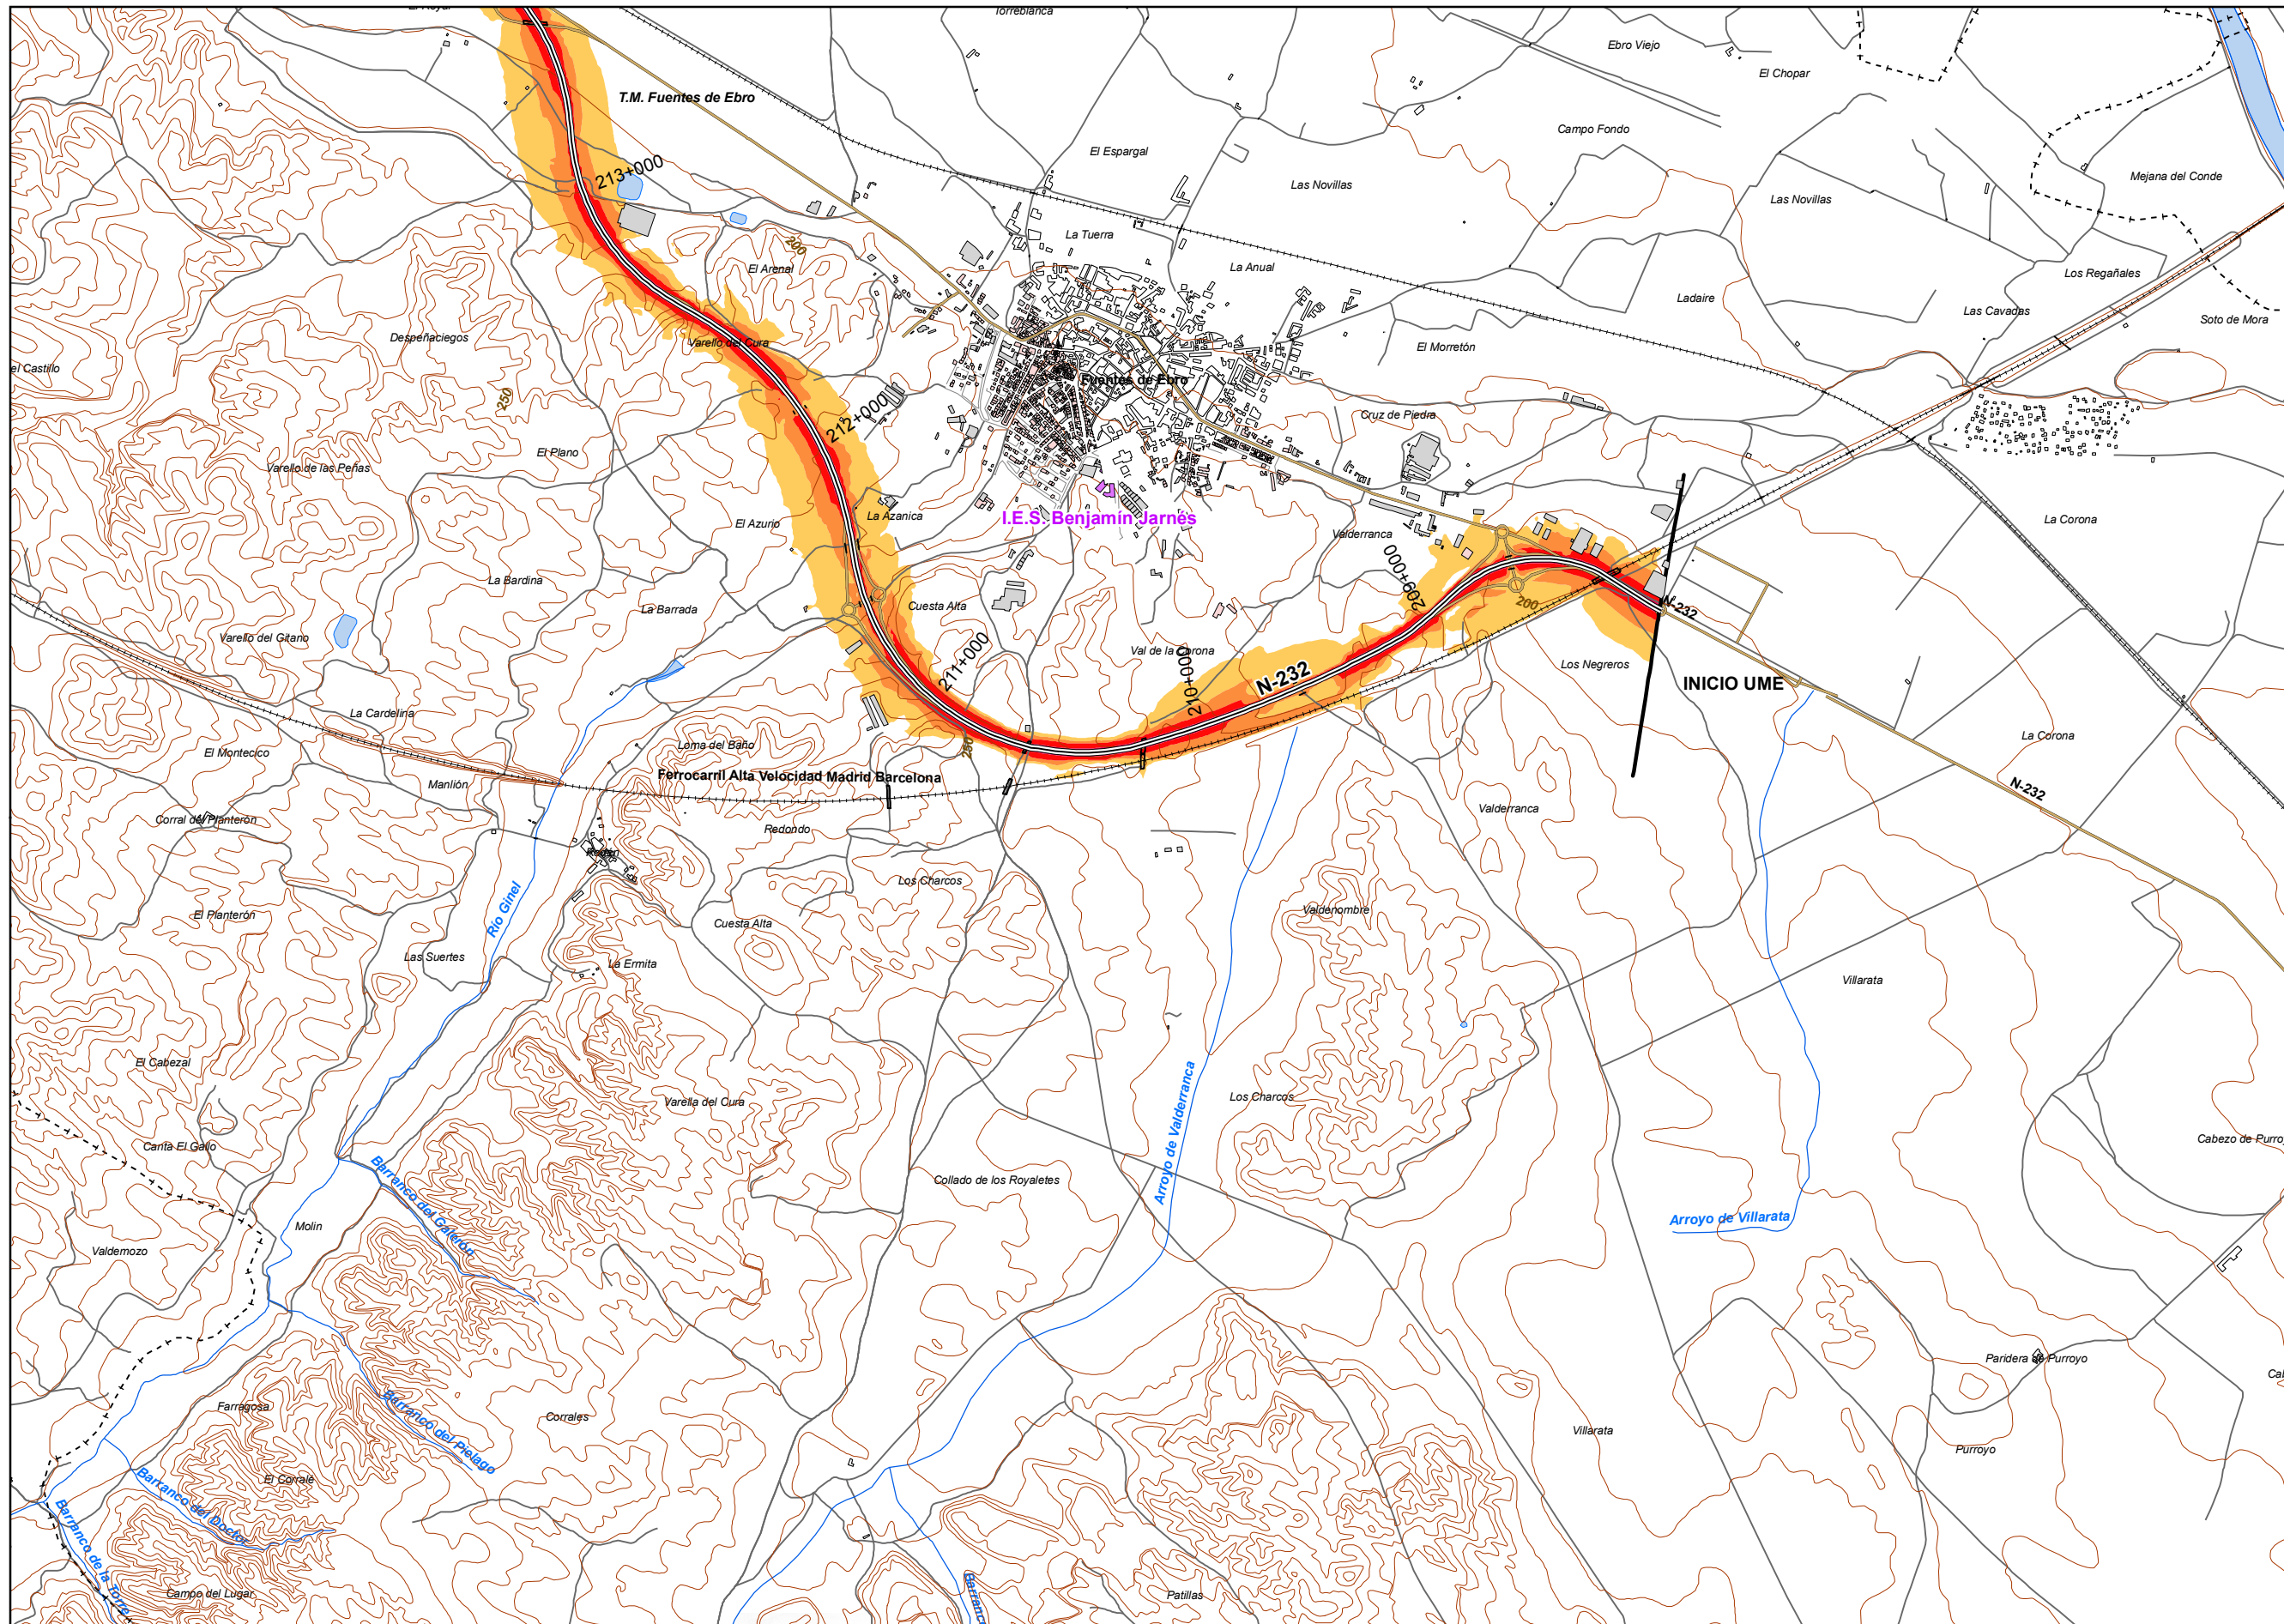 Torreblanca
Ebro Viejo
El Chopar
T.M. Fuentes de Ebro
Campo Fondo
El Espargal
213+000
Las Novillas
Mejana del Conde
Las Novillas
La Tuerra
200
El Arenal
La Anual
Los Regañales
Ladaire
Las Cavadas
Soto de Mora
Despeñaciegos
Varello del Cura
El Morretón
el Castillo
Fuentes de Ebro
250
212+000
Cruz de Piedra
El Plano
Varello de las Peñas
La Azanica
El Azurio
I.E.S. Benjamín Jarnés
La Corona
Valderranca
209+000
La Bardina
200
La Barrada
Cuesta Alta
N-232
Varello del Gitano
211+000
Val de la Corona
210+000
N-232
Los Negreros
INICIO UME
La Cardelina
La Corona
El Montecico
Loma del Baño
250
Ferrocarril Alta Velocidad Madrid Barcelona
Manlión
N-232
Valderranca
Corral del Planterón
Redondo
Rodén
Los Charcos
Río Ginel
El Planterón
Cuesta Alta
Valdenombre
Las Suertes
La Ermita
Villarata
El Cabezal
Varella del Cura
Los Charcos
Arroyo de Valderranca
Canta El Gallo
Cabezo de Purroy
Barranco del Galerón
Collado de los Royaletes
Molin
Arroyo de Villarata
Valdemozo
Paridera de Purroyo
Farragosa
Corrales
Barranco del Pielago
Villarata
Purroyo
El Corrale
Barranco del Doctor
Barranco de la Torre
Campo del Lugar
Patillas
Barranc